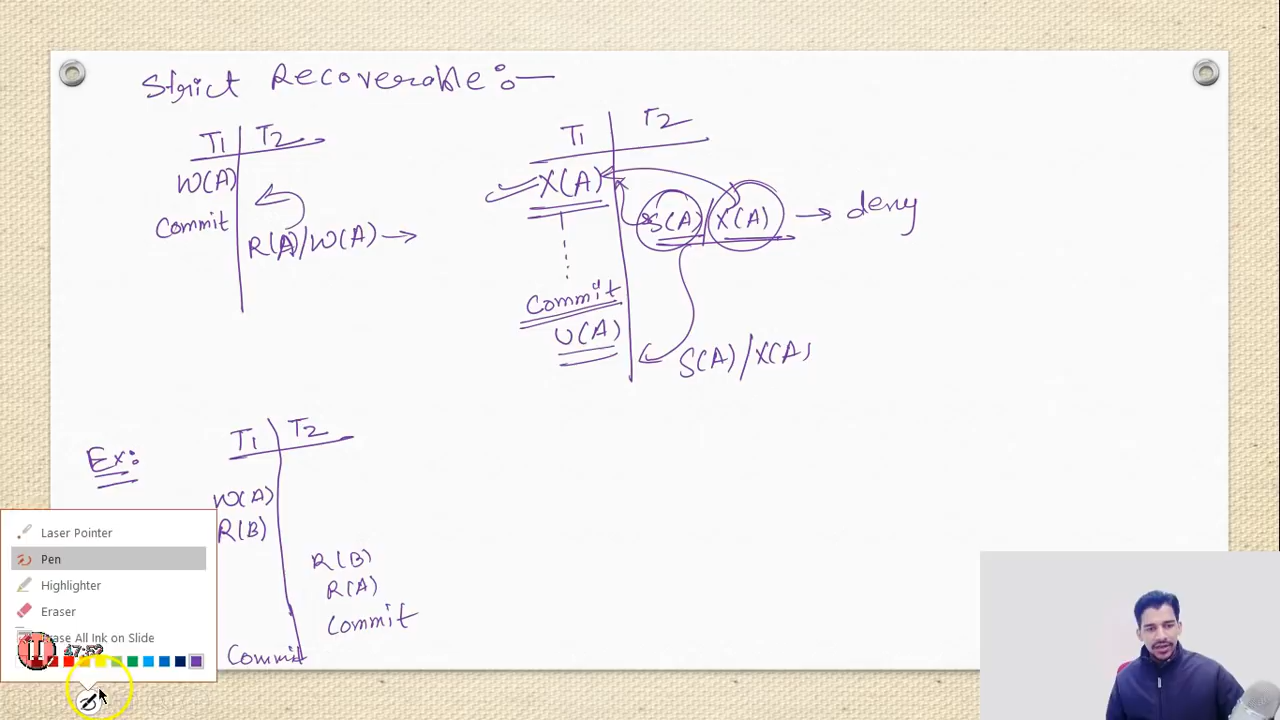 Strict Recoverable :-
T1 T2
W(A)
Commit
R(A)/W(A) →
T1 T2
X(A)
S(A)/X(A) → deny
Commit
U(A)
S(A)/X(A)
Ex:
T1 T2
W(A)
R(B)
R(B)
R(A)
Commit
Commit
Laser Pointer
Pen
Highlighter
Eraser
Erase All Ink on Slide